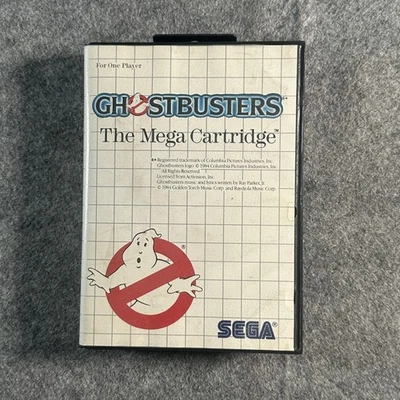 For One Player
GHOSTBUSTERS™
The Mega Cartridge™
Registered trademark of Columbia Pictures Industries, Inc.
Ghostbusters logo © 1984 Columbia Pictures Industries, Inc.
All Rights Reserved
Licensed from Activision, Inc.
Ghostbusters music and lyrics written by Ray Parker, Jr.
© 1984 Golden Torch Music Corp. and Raydiola Music Corp.
®
SEGA®